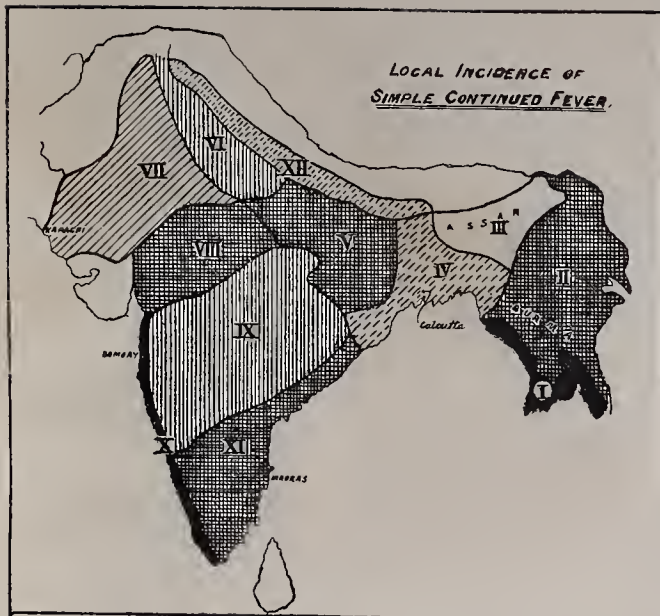 LOCAL INCIDENCE OF
SIMPLE CONTINUED FEVER.
VI
VII
XII
KARACHI
ASSAM
III
VIII
V
IV
II
Calcutta
BURMA
IX
BOMBAY
I
X
XI
MADRAS